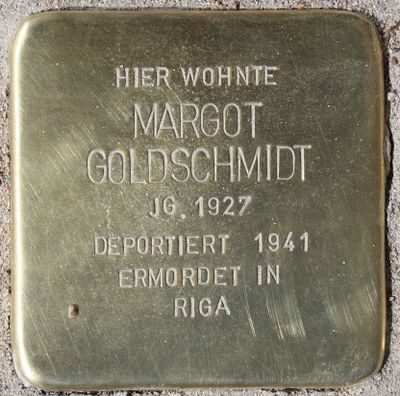 HIER WOHNTE
MARGOT
GOLDSCHMIDT
JG. 1927
DEPORTIERT 1941
ERMORDET IN
RIGA